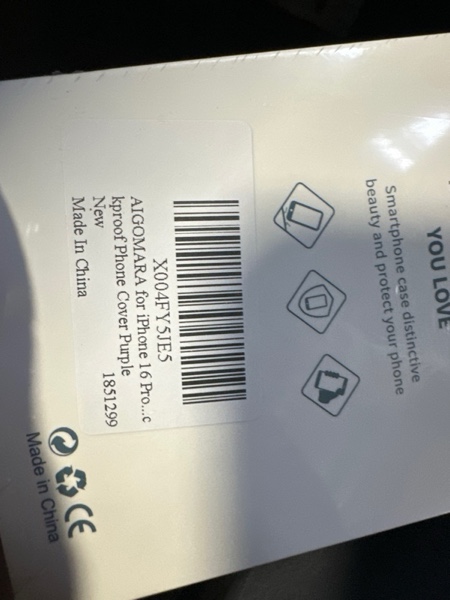 YOU LOVE
Smartphone case distinctive
beauty and protect your phone
X004FY5JE5
AIGOMARA for iPhone 16 Pro...c
kproof Phone Cover Purple
New
1851299
Made In China
CE
Made in China